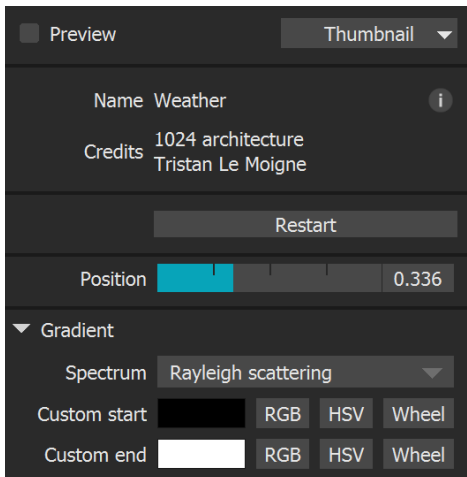 Preview Thumbnail
Name Weather i
Credits 1024 architecture
Tristan Le Moigne
Restart
Position 0.336
Gradient
Spectrum Rayleigh scattering
Custom start RGB HSV Wheel
Custom end RGB HSV Wheel